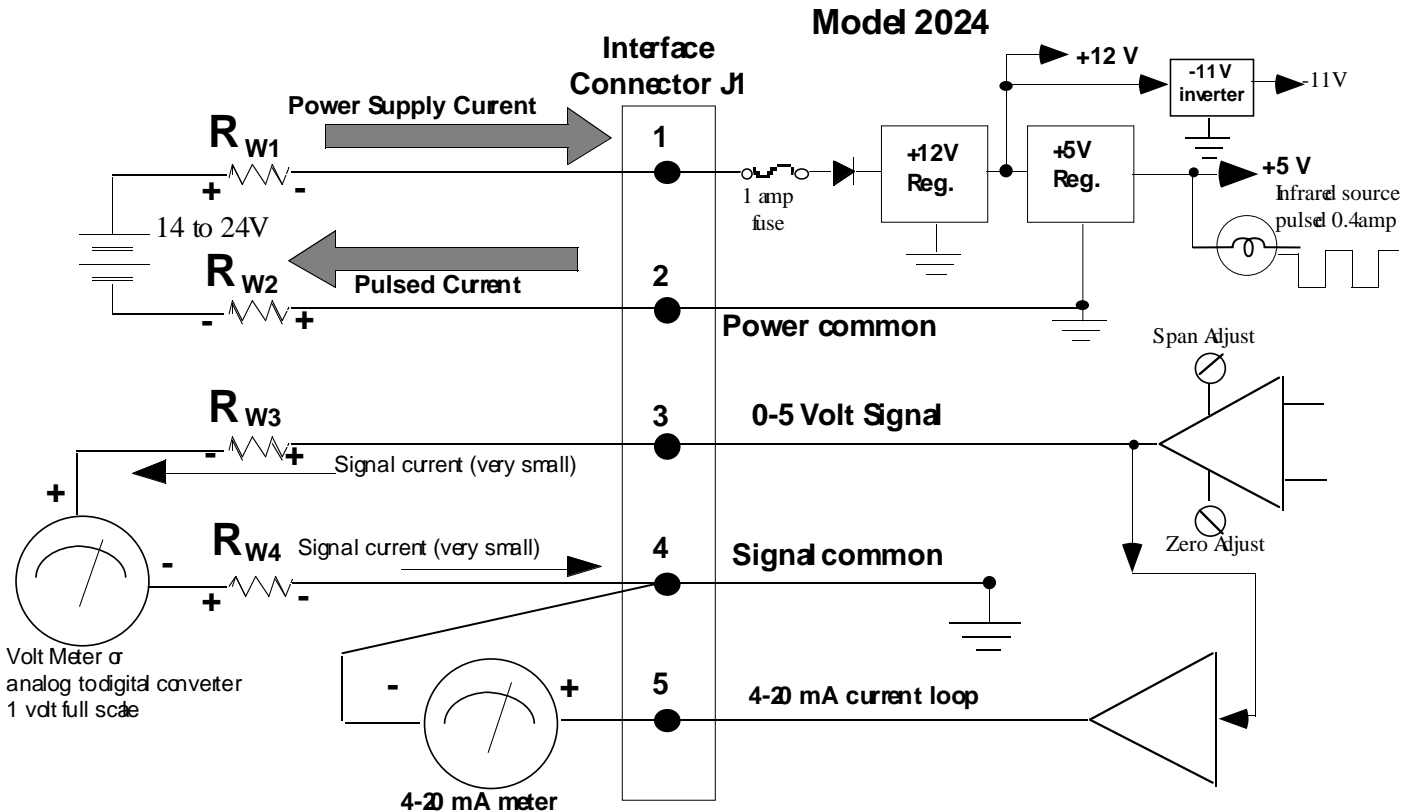 Model 2024
Interface
Connector J1
Power Supply Current
R W1
+ -
14 to 24V
1
1 amp
fuse
+12V
Reg.
+5V
Reg.
+12 V
-11 V
inverter
-11V
+5 V
Infrared source
pulsed 0.4amp
R W2
- +
Pulsed Current
2
Power common
Span Adjust
R W3
- +
3
0-5 Volt Signal
Signal current (very small)
+
-
R W4
+ -
Signal current (very small)
4
Signal common
Zero Adjust
Volt Meter or
analog to digital converter
1 volt full scale
- +
5
4-20 mA current loop
4-20 mA meter